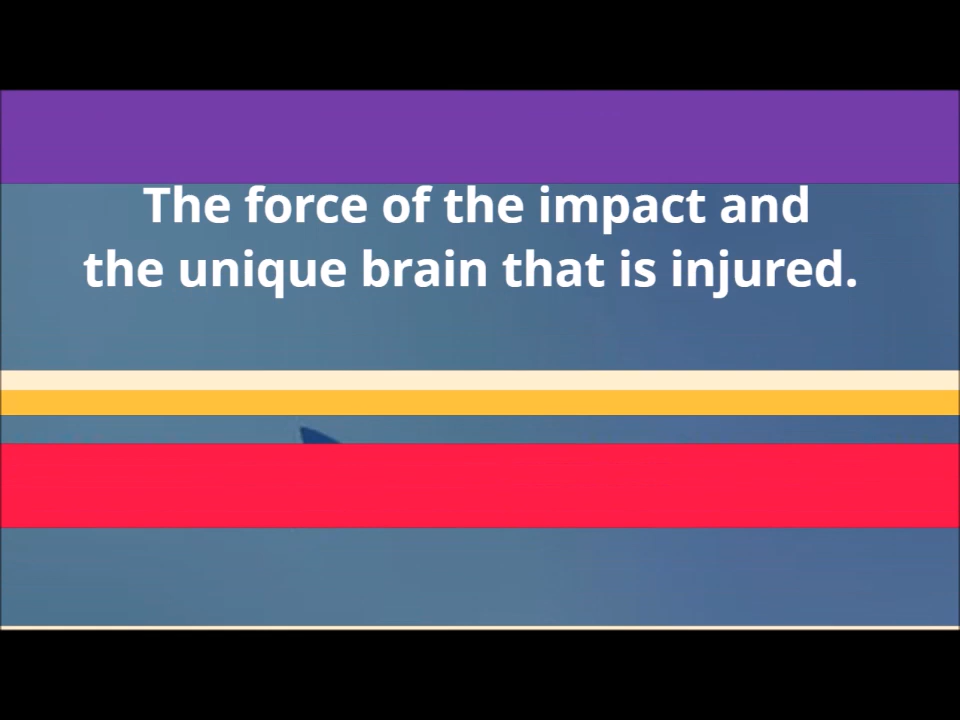 The force of the impact and
the unique brain that is injured.